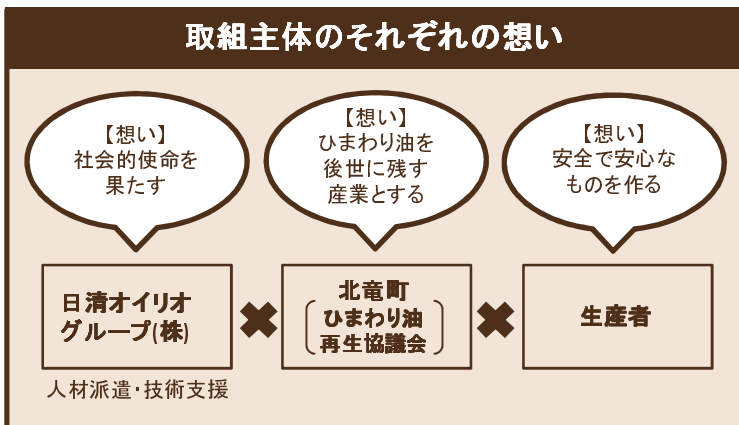 取組主体のそれぞれの想い
【想い】
社会的使命を
果たす
【想い】
ひまわり油を
後世に残す
産業とする
【想い】
安全で安心な
ものを作る
日清オイリオ
グループ(株)
北竜町
ひまわり油
再生協議会
生産者
人材派遣・技術支援